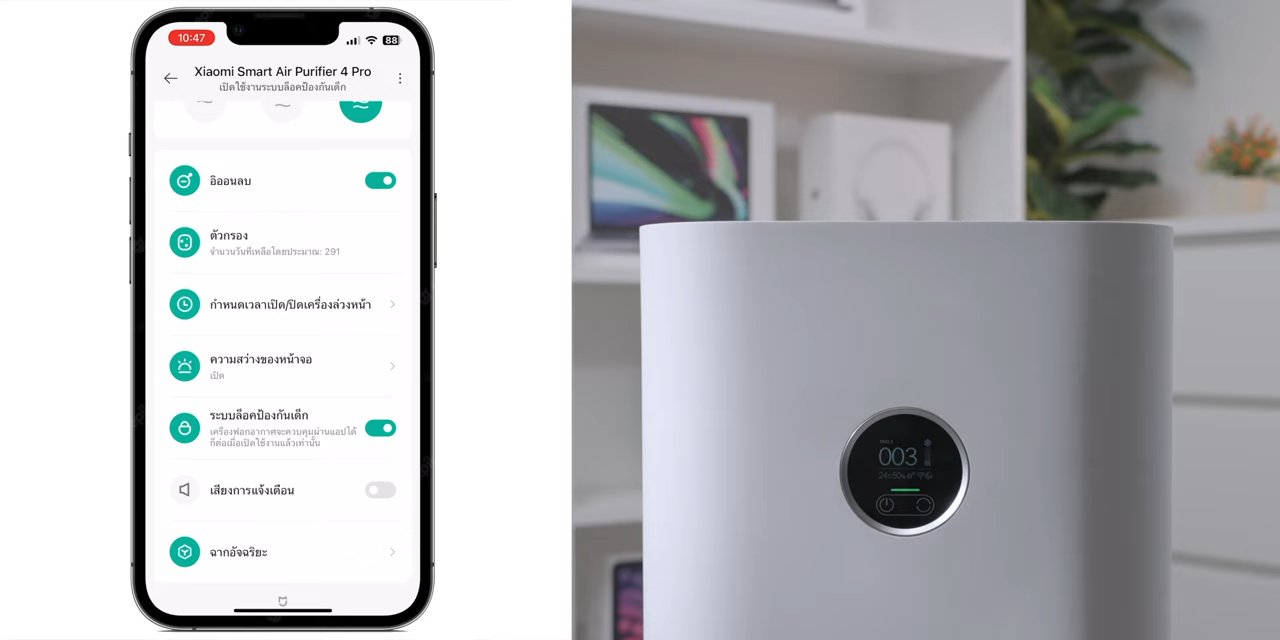 10:47
88
Xiaomi Smart Air Purifier 4 Pro
เปิดใช้งานระบบล็อคป้องกันเด็ก
อิออนลบ
ตัวกรอง
จำนวนวันที่เหลือโดยประมาณ: 291
กำหนดเวลาเปิด/ปิดเครื่องล่วงหน้า
ความสว่างของหน้าจอ
เปิด
ระบบล็อคป้องกันเด็ก
เครื่องฟอกอากาศจะควบคุมผ่านแอปได้
ก็ต่อเมื่อเปิดใช้งานแล้วเท่านั้น
เสียงการแจ้งเตือน
ฉากอัจฉริยะ
003